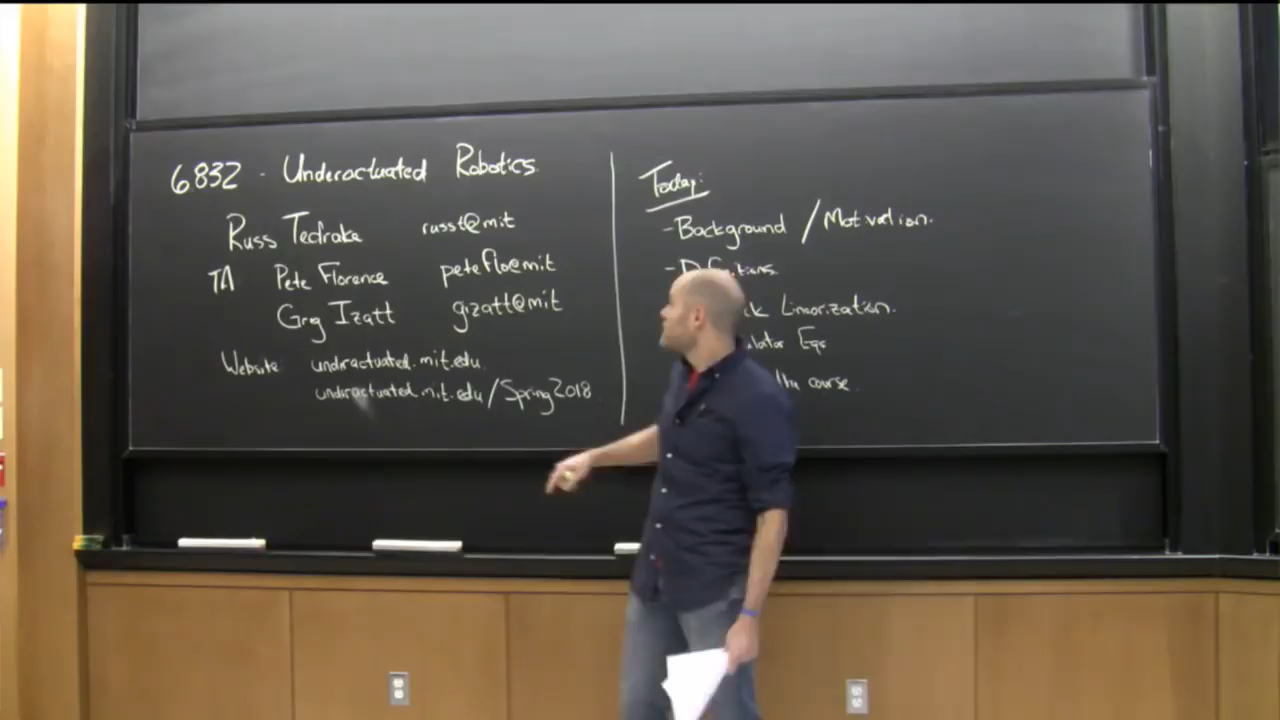 6832 - Underactuated Robotics
Russ Tedrake russt@mit
TA Pete Florence peteflo@mit
Greg Izatt gizatt@mit
Website: underactuated.mit.edu
underactuated.mit.edu/Spring2018
Today:
- Background / Motivation.
-
Linearization.
Eqs
course.